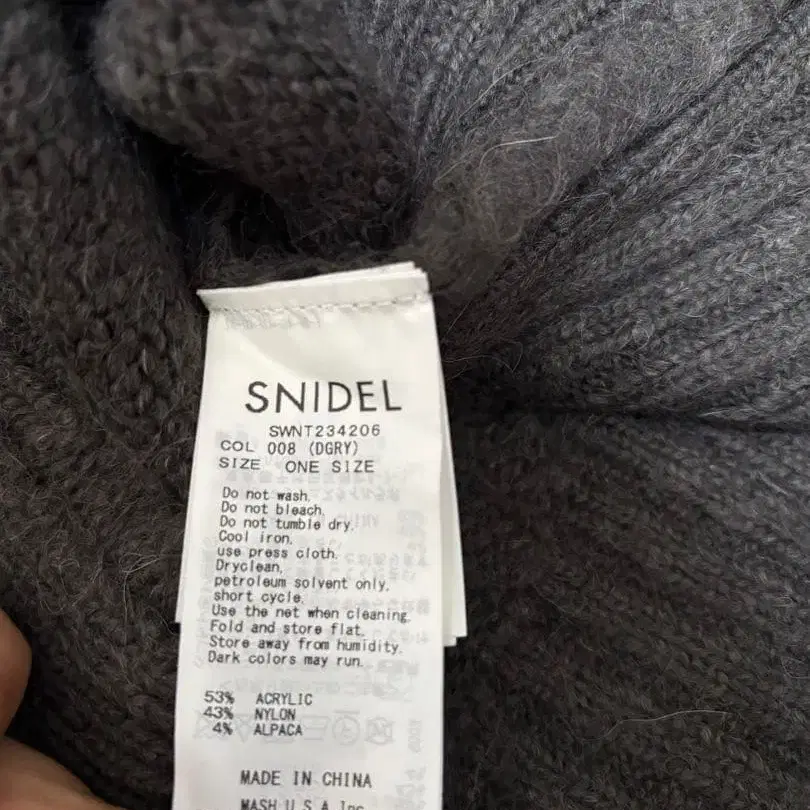 SNIDEL
SWNT234206
COL 008 (DGRY)
SIZE ONE SIZE
Do not wash.
Do not bleach.
Do not tumble dry.
Cool iron.
use press cloth.
Dryclean,
petroleum solvent only,
short cycle.
Use the net when cleaning.
Fold and store flat.
Store away from humidity.
Dark colors may run.
53% ACRYLIC
43% NYLON
4% ALPACA
MADE IN CHINA
MASH U.S.A Inc.